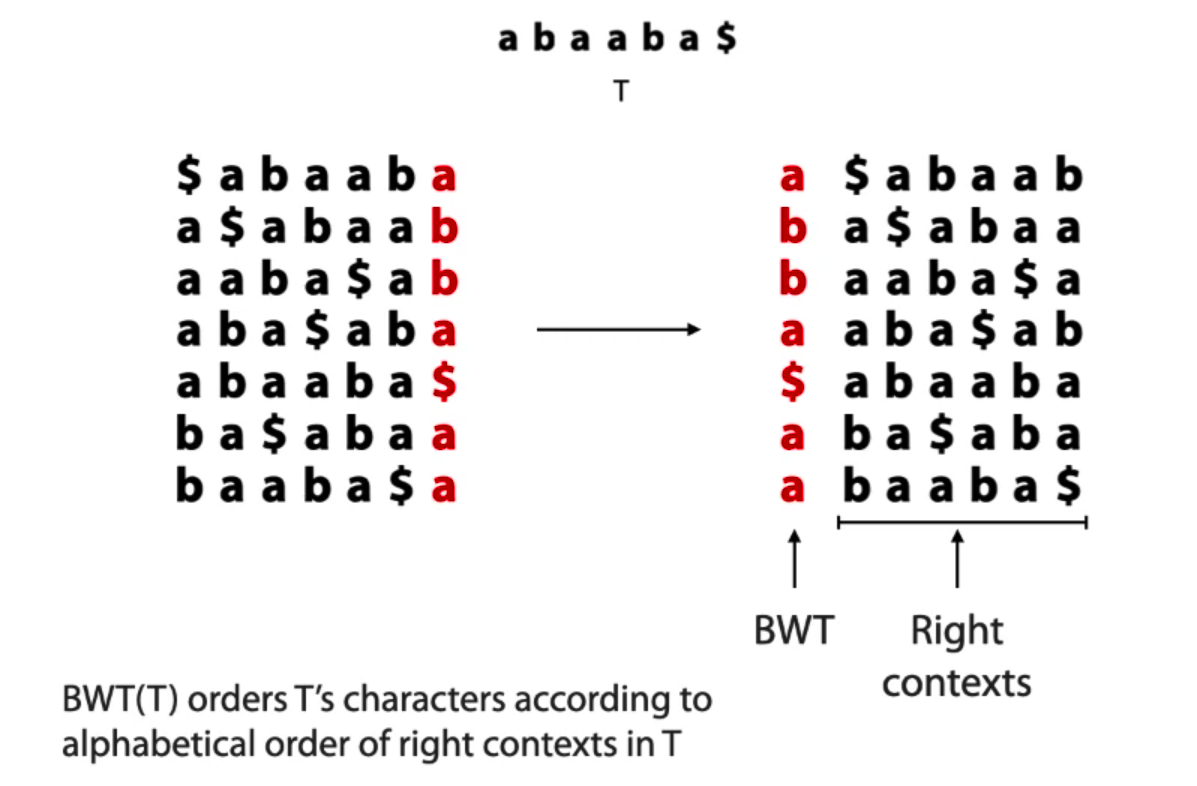 a b a a b a $
T
$ a b a a b a
a $ a b a a b
a a b a $ a b
a b a $ a b a
a b a a b a $
b a $ a b a a
b a a b a $ a
a $ a b a a b
b a $ a b a a
b a a b a $ a
a a b a $ a b
$ a b a a b a
a b a $ a b a
a b a a b a $
BWT
Right
contexts
BWT(T) orders T’s characters according to
alphabetical order of right contexts in T